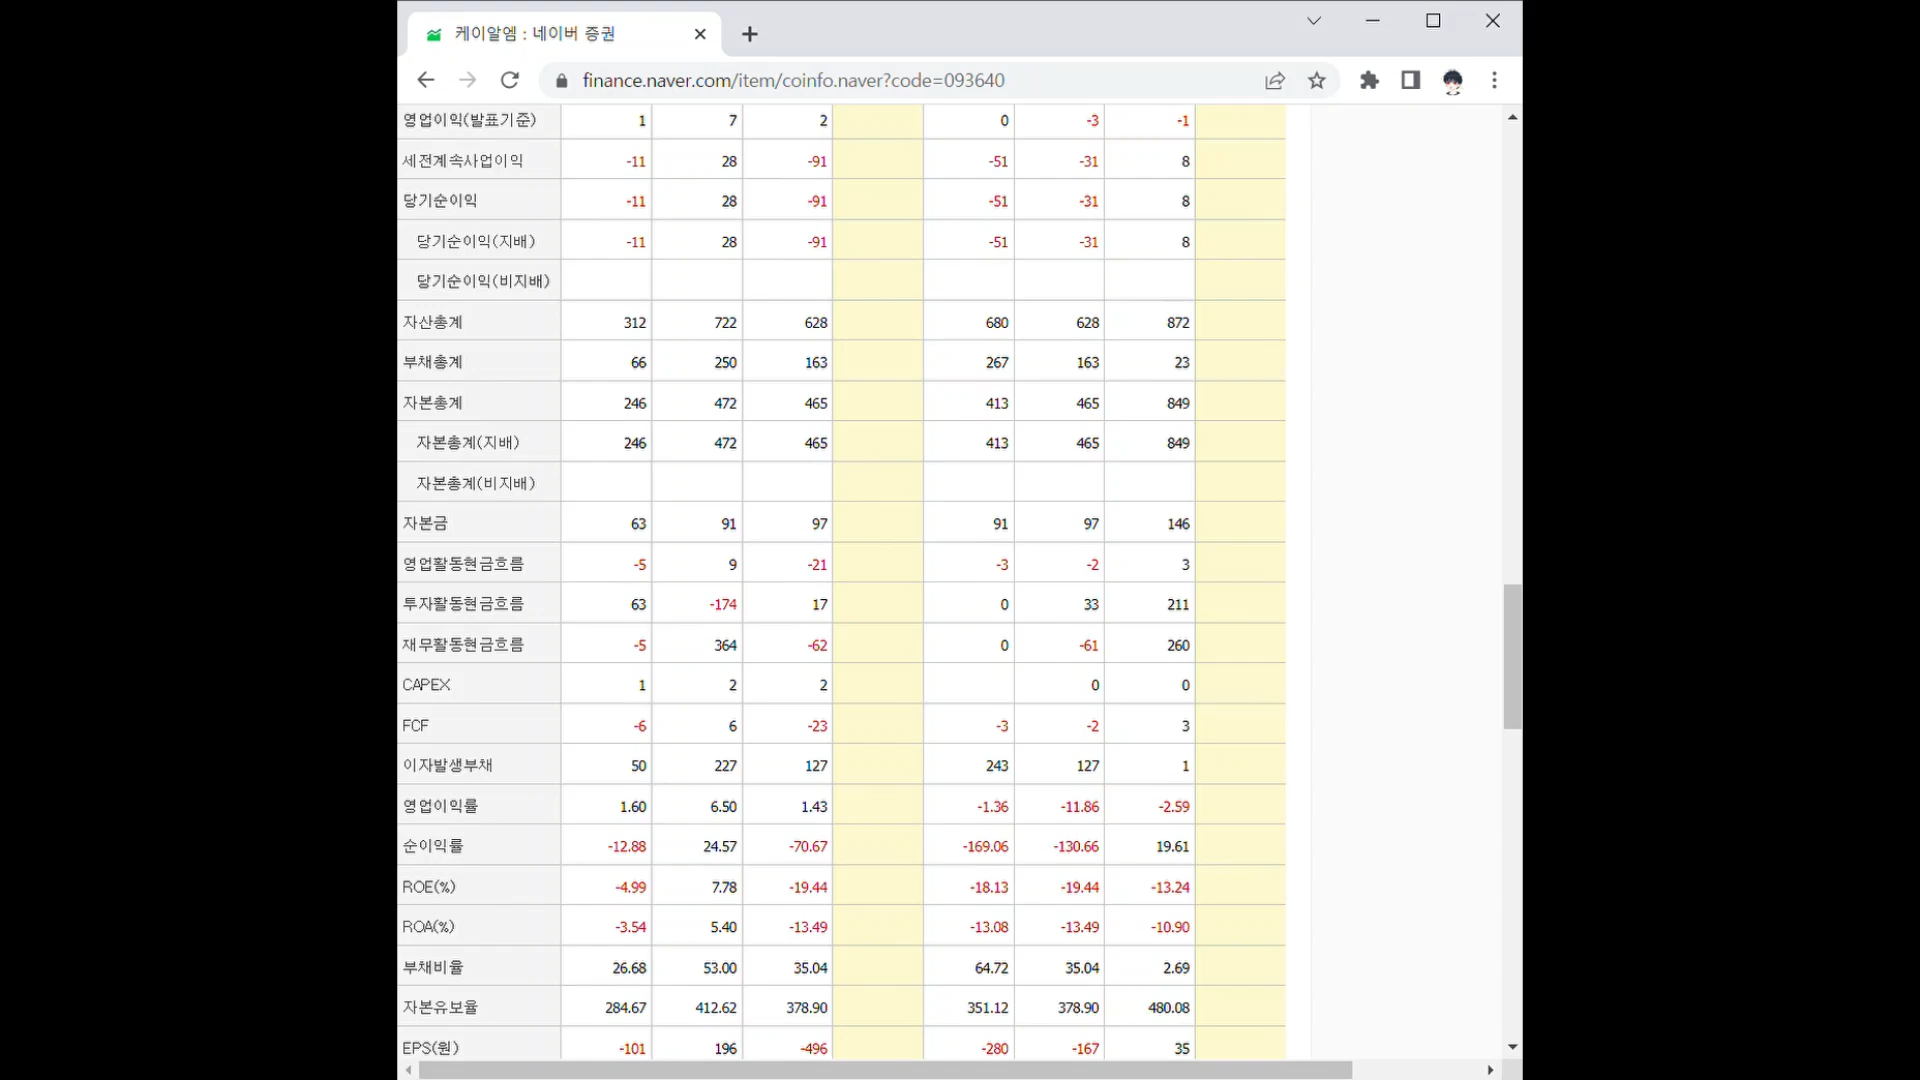 케이알엠 : 네이버 증권
finance.naver.com/item/coinfo.naver?code=093640
영업이익(발표기준) 1 7 2 0 -3 -1
세전계속사업이익 -11 28 -91 -51 -31 8
당기순이익 -11 28 -91 -51 -31 8
당기순이익(지배) -11 28 -91 -51 -31 8
당기순이익(비지배)
자산총계 312 722 628 680 628 872
부채총계 66 250 163 267 163 23
자본총계 246 472 465 413 465 849
자본총계(지배) 246 472 465 413 465 849
자본총계(비지배)
자본금 63 91 97 91 97 146
영업활동현금흐름 -5 9 -21 -3 -2 3
투자활동현금흐름 63 -174 17 0 33 211
재무활동현금흐름 -5 364 -62 0 -61 260
CAPEX 1 2 2 0 0
FCF -6 6 -23 -3 -2 3
이자발생부채 50 227 127 243 127 1
영업이익률 1.60 6.50 1.43 -1.36 -11.86 -2.59
순이익률 -12.88 24.57 -70.67 -169.06 -130.66 19.61
ROE(%) -4.99 7.78 -19.44 -18.13 -19.44 -13.24
ROA(%) -3.54 5.40 -13.49 -13.08 -13.49 -10.90
부채비율 26.68 53.00 35.04 64.72 35.04 2.69
자본유보율 284.67 412.62 378.90 351.12 378.90 480.08
EPS(원) -101 196 -496 -280 -167 35